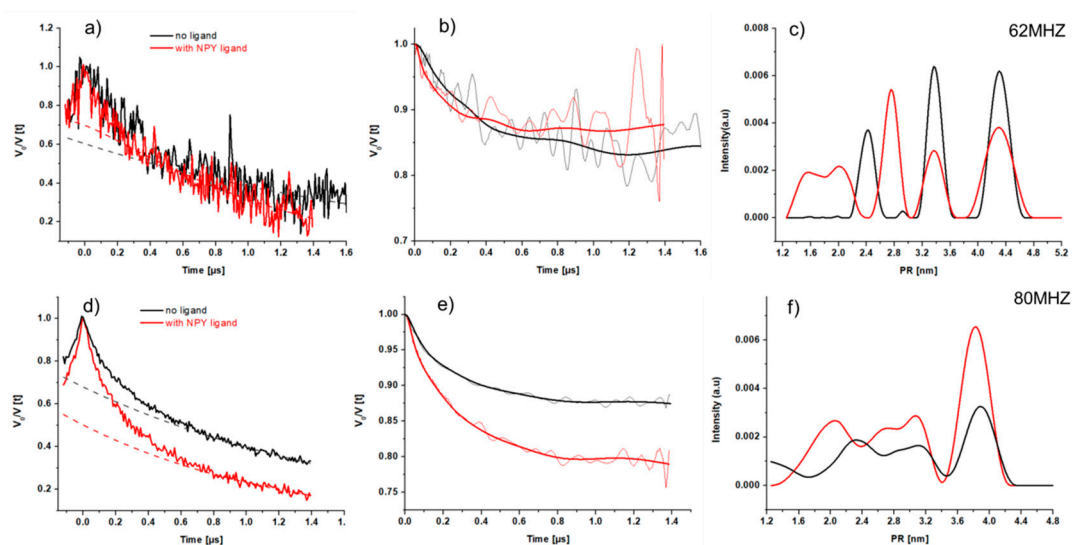 a)
no ligand
with NPY ligand
V₀/V [t]
1.2
1.0
0.8
0.6
0.4
0.2
0.0 0.2 0.4 0.6 0.8 1.0 1.2 1.4 1.6
Time [µs]
b)
V₀/V [t]
1.0
0.9
0.8
0.7
0.0 0.2 0.4 0.6 0.8 1.0 1.2 1.4 1.6
Time [µs]
c)
62MHZ
Intensity(a.u)
0.008
0.006
0.004
0.002
0.000
1.2 1.6 2.0 2.4 2.8 3.2 3.6 4.0 4.4 4.8 5.2
PR [nm]
d)
no ligand
with NPY ligand
V₀/V [t]
1.0
0.8
0.6
0.4
0.2
0.0 0.2 0.4 0.6 0.8 1.0 1.2 1.4 1.6
Time [µs]
e)
V₀/V [t]
1.00
0.95
0.90
0.85
0.80
0.75
0.0 0.2 0.4 0.6 0.8 1.0 1.2 1.4 1.6
Time [µs]
f)
80MHZ
Intensity (a.u)
0.006
0.004
0.002
0.000
1.2 1.6 2.0 2.4 2.8 3.2 3.6 4.0 4.4 4.8
PR [nm]